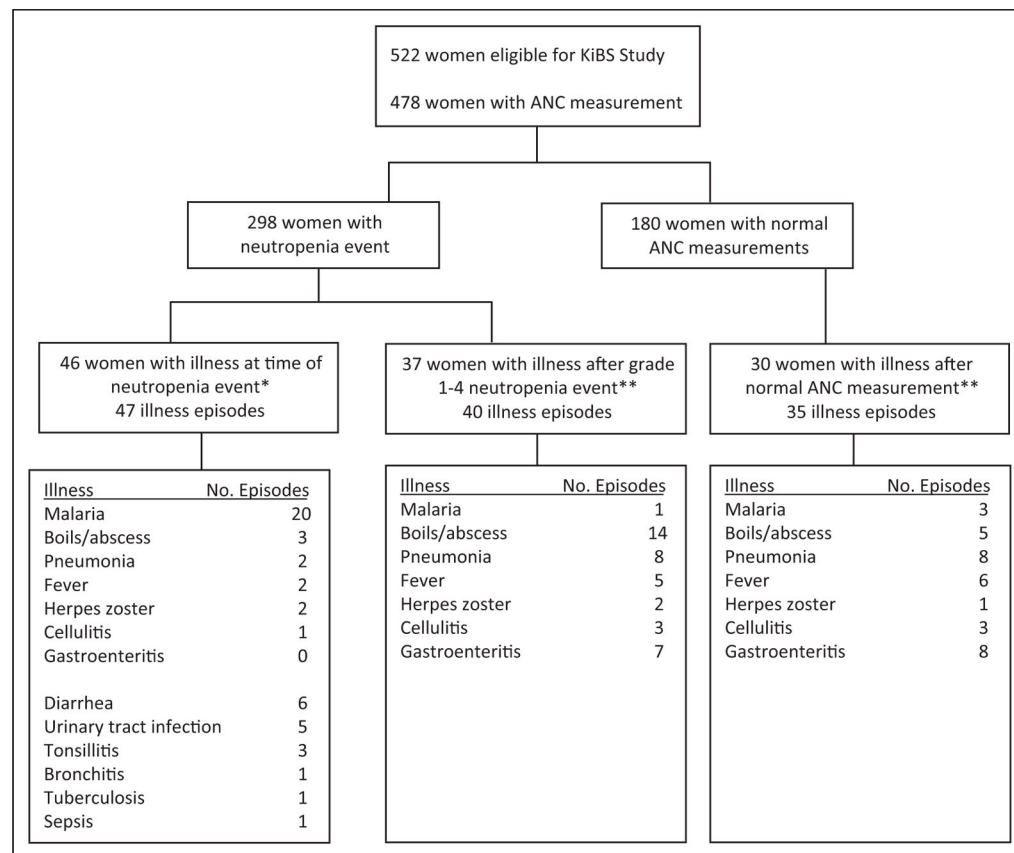 522 women eligible for KiBS Study
478 women with ANC measurement
298 women with
neutropenia event
180 women with normal
ANC measurements
46 women with illness at time of
neutropenia event*
47 illness episodes
37 women with illness after grade
1-4 neutropenia event**
40 illness episodes
30 women with illness after
normal ANC measurement**
35 illness episodes
Illness No. Episodes
Malaria 20
Boils/abscess 3
Pneumonia 2
Fever 2
Herpes zoster 2
Cellulitis 1
Gastroenteritis 0
Diarrhea 6
Urinary tract infection 5
Tonsillitis 3
Bronchitis 1
Tuberculosis 1
Sepsis 1
Illness No. Episodes
Malaria 1
Boils/abscess 14
Pneumonia 8
Fever 5
Herpes zoster 2
Cellulitis 3
Gastroenteritis 7
Illness No. Episodes
Malaria 3
Boils/abscess 5
Pneumonia 8
Fever 6
Herpes zoster 1
Cellulitis 3
Gastroenteritis 8